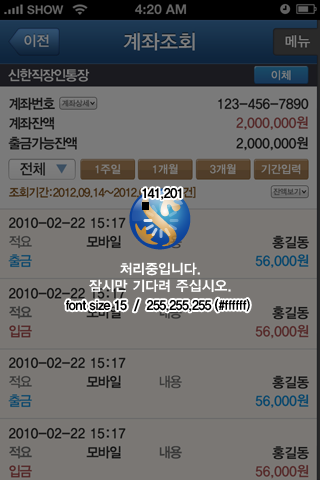 SHOW 4:20 AM
이전 계좌조회 메뉴
신한직장인통장 이체
계좌번호 계좌상세 123-456-7890
계좌잔액 2,000,000원
출금가능잔액 2,000,000원
전체 1주일 1개월 3개월 기간입력
조회기간:2012.09.14~2012 건] 잔액보기
141,201
2010-02-22 15:17
적요 모바일 내용 홍길동
출금 56,000원
처리중입니다.
잠시만 기다려 주십시오.
font size 15 / 255,255,255 (#ffffff)
2010-02-22 15:17
적요 모바일 내용 홍길동
입금 56,000원
2010-02-22 15:17
적요 모바일 내용 홍길동
출금 56,000원
2010-02-22 15:17
적요 모바일 내용 홍길동
입금 56,000원